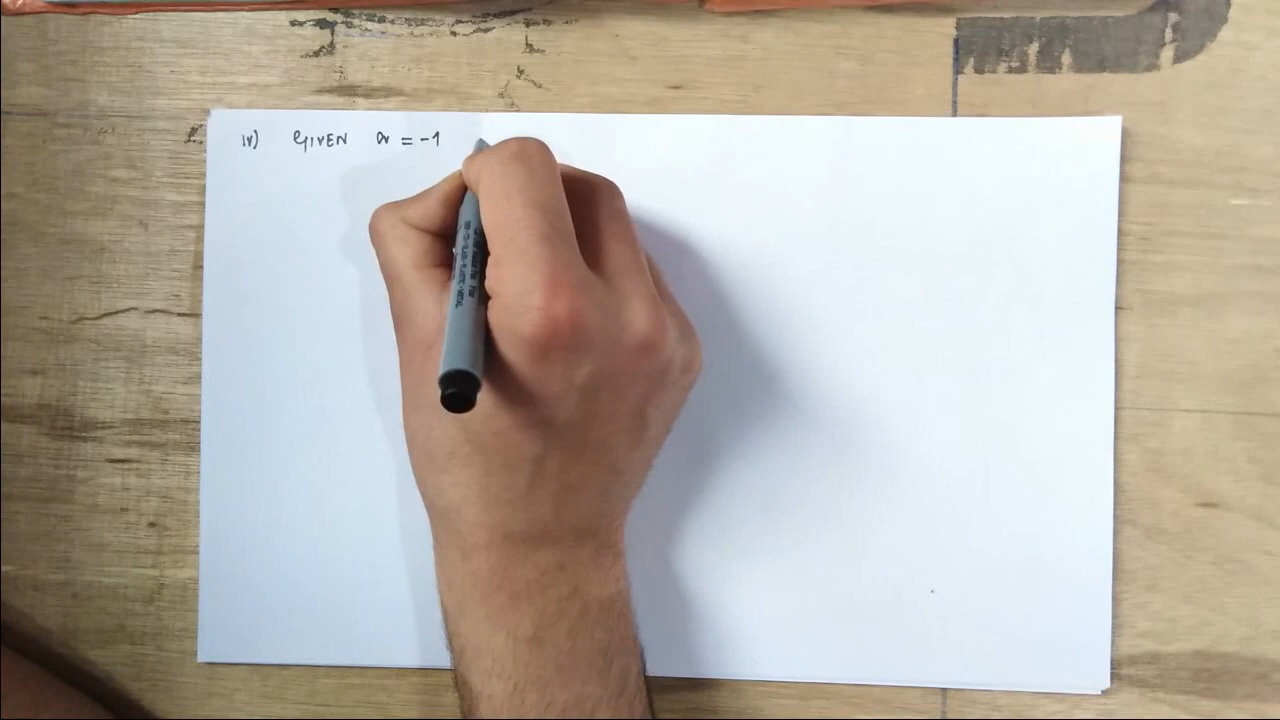 iv) GIVEN a = -1